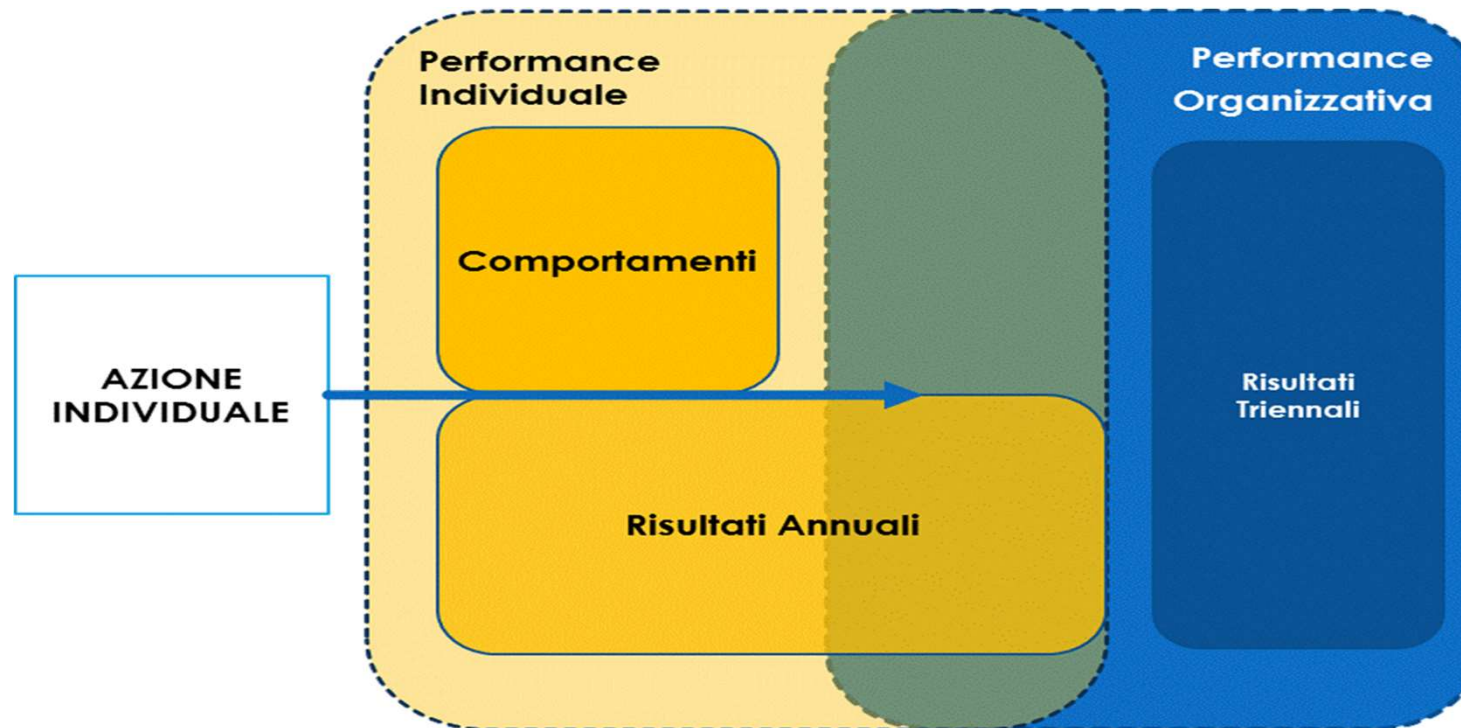 Performance
Individuale
Performance
Organizzativa
Comportamenti
AZIONE
INDIVIDUALE
Risultati
Triennali
Risultati Annuali